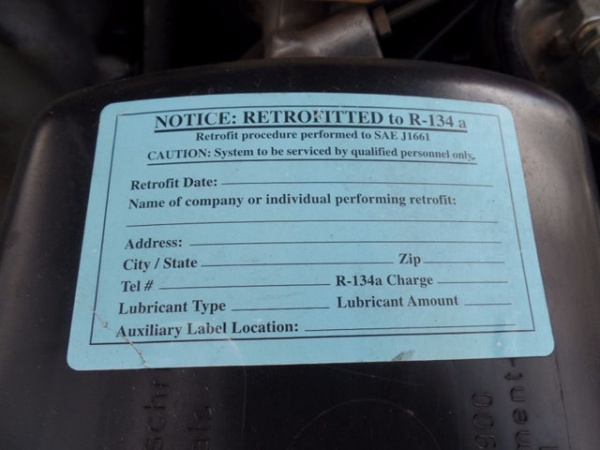 NOTICE: RETROFITTED to R-134 a
Retrofit procedure performed to SAE J1661
CAUTION: System to be serviced by qualified personnel only.
Retrofit Date:
Name of company or individual performing retrofit:
Address:
City / State Zip
Tel # R-134a Charge
Lubricant Type Lubricant Amount
Auxiliary Label Location: